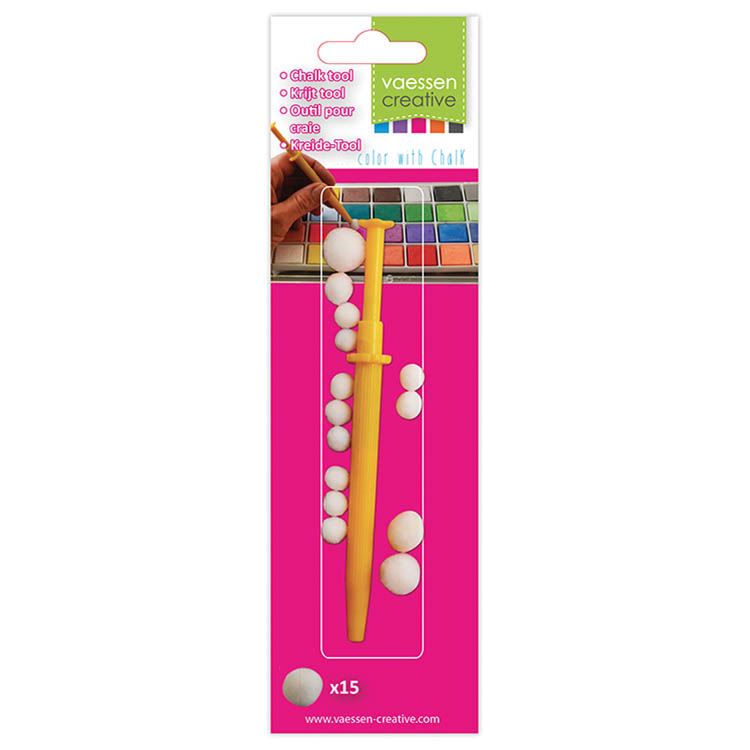 • Chalk tool
• Krijt tool
• Outil pour
craie
• Kreide-Tool
vaessen
creative
color with Chalk
x15
www.vaessen-creative.com